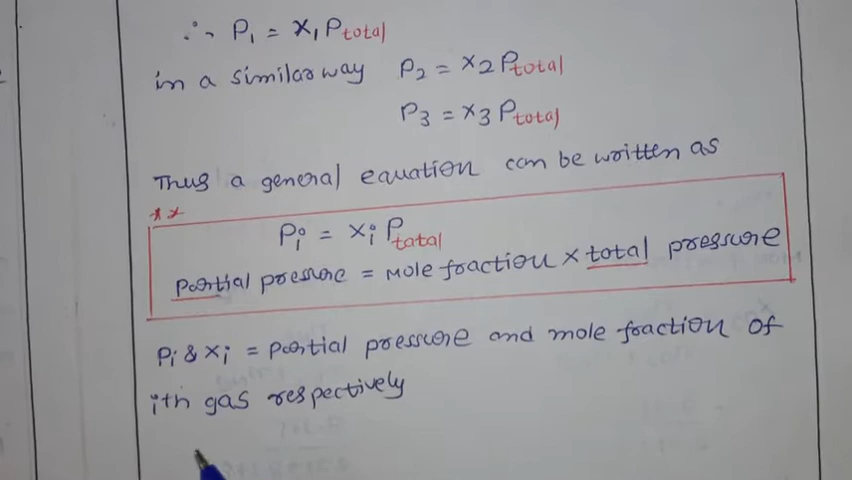 ∴ P₁ = x₁ Ptotal
in a similar way P₂ = x₂ Ptotal
P₃ = x₃ Ptotal
Thus a general equation can be written as
**
Pi = xi Ptatal
partial pressure = mole fraction × total pressure
Pi & xi = partial pressure and mole fraction of
ith gas respectively